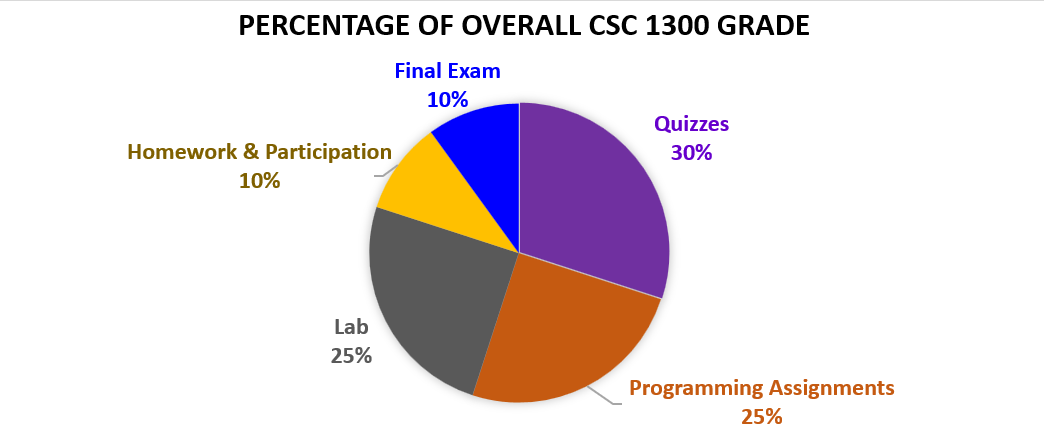 PERCENTAGE OF OVERALL CSC 1300 GRADE
Final Exam
10%
Quizzes
30%
Homework & Participation
10%
Lab
25%
Programming Assignments
25%